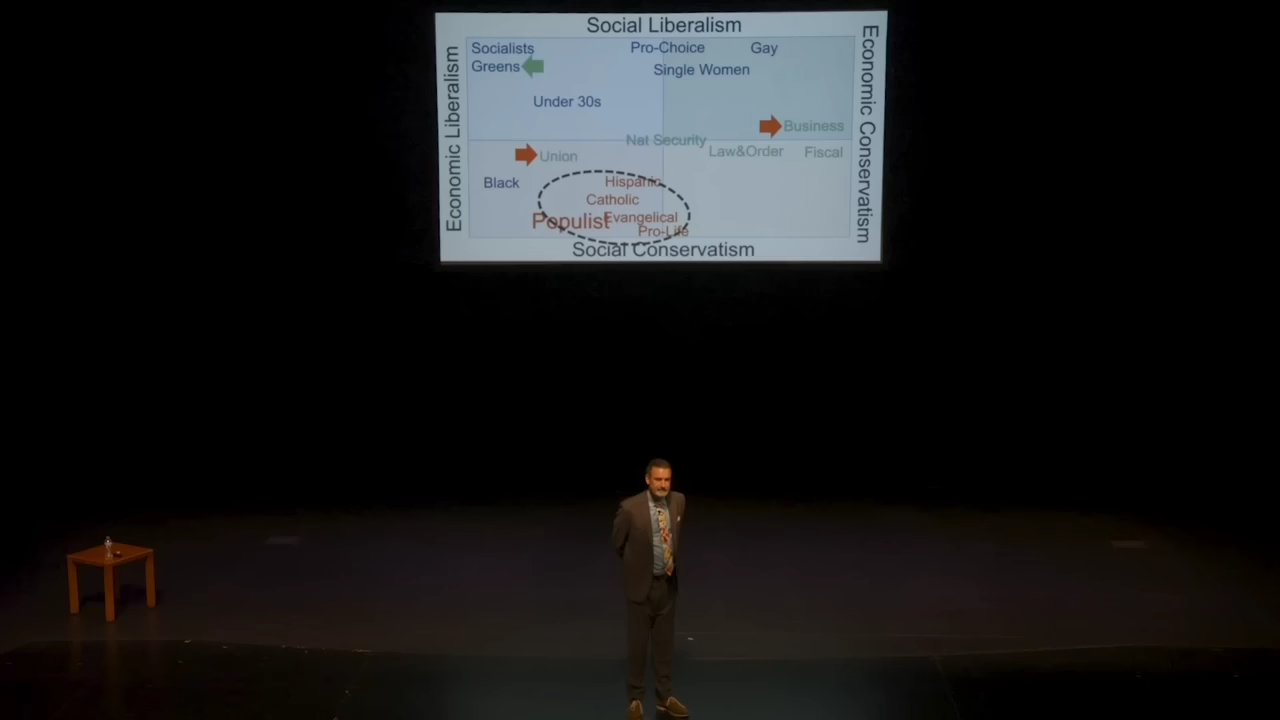 Social Liberalism
Economic Liberalism
Economic Conservatism
Socialists
Pro-Choice
Gay
Greens
Single Women
Under 30s
Business
Nat Security
Law&Order
Fiscal
Union
Black
Hispanic
Catholic
Evangelical
Populist
Pro-Life
Social Conservatism